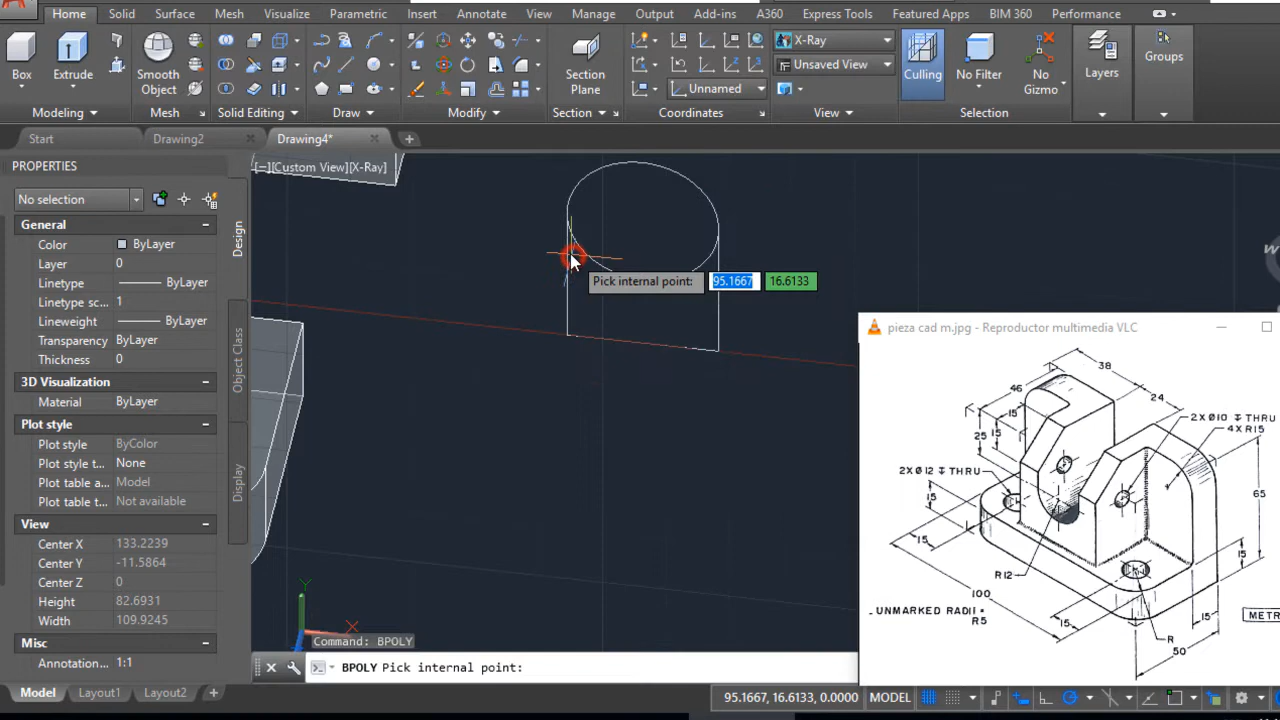 Home Solid Surface Mesh Visualize Parametric Insert Annotate View Manage Output Add-ins A360 Express Tools Featured Apps BIM 360 Performance
X-Ray
Unsaved View
Box Extrude Smooth Object Section Plane Unnamed Culling No Filter No Gizmo Layers Groups
Modeling Mesh Solid Editing Draw Modify Section Coordinates View Selection
Start Drawing2 Drawing4*
PROPERTIES
[−][Custom View][X-Ray]
No selection
General
Color ByLayer
Layer 0
Linetype ByLayer
Linetype sc... 1
Lineweight ByLayer
Transparency ByLayer
Thickness 0
3D Visualization
Material ByLayer
Plot style
Plot style ByColor
Plot style t... None
Plot table a... Model
Plot table t... Not available
View
Center X 133.2239
Center Y -11.5864
Center Z 0
Height 82.6931
Width 109.9245
Misc
Annotation... 1:1
Design
Object Class
Display
Pick internal point: 95.1667 16.6133
pieza cad m.jpg - Reproductor multimedia VLC
38
46
24
15
2X Ø10 ↧ THRU
4X R15
25
15
2X Ø12 ↧ THRU
15
65
15
15
R12
100
UNMARKED RADII =
R5
METR
15
15
R
50
Y
X
Command: BPOLY
BPOLY Pick internal point:
Model Layout1 Layout2
95.1667, 16.6133, 0.0000 MODEL